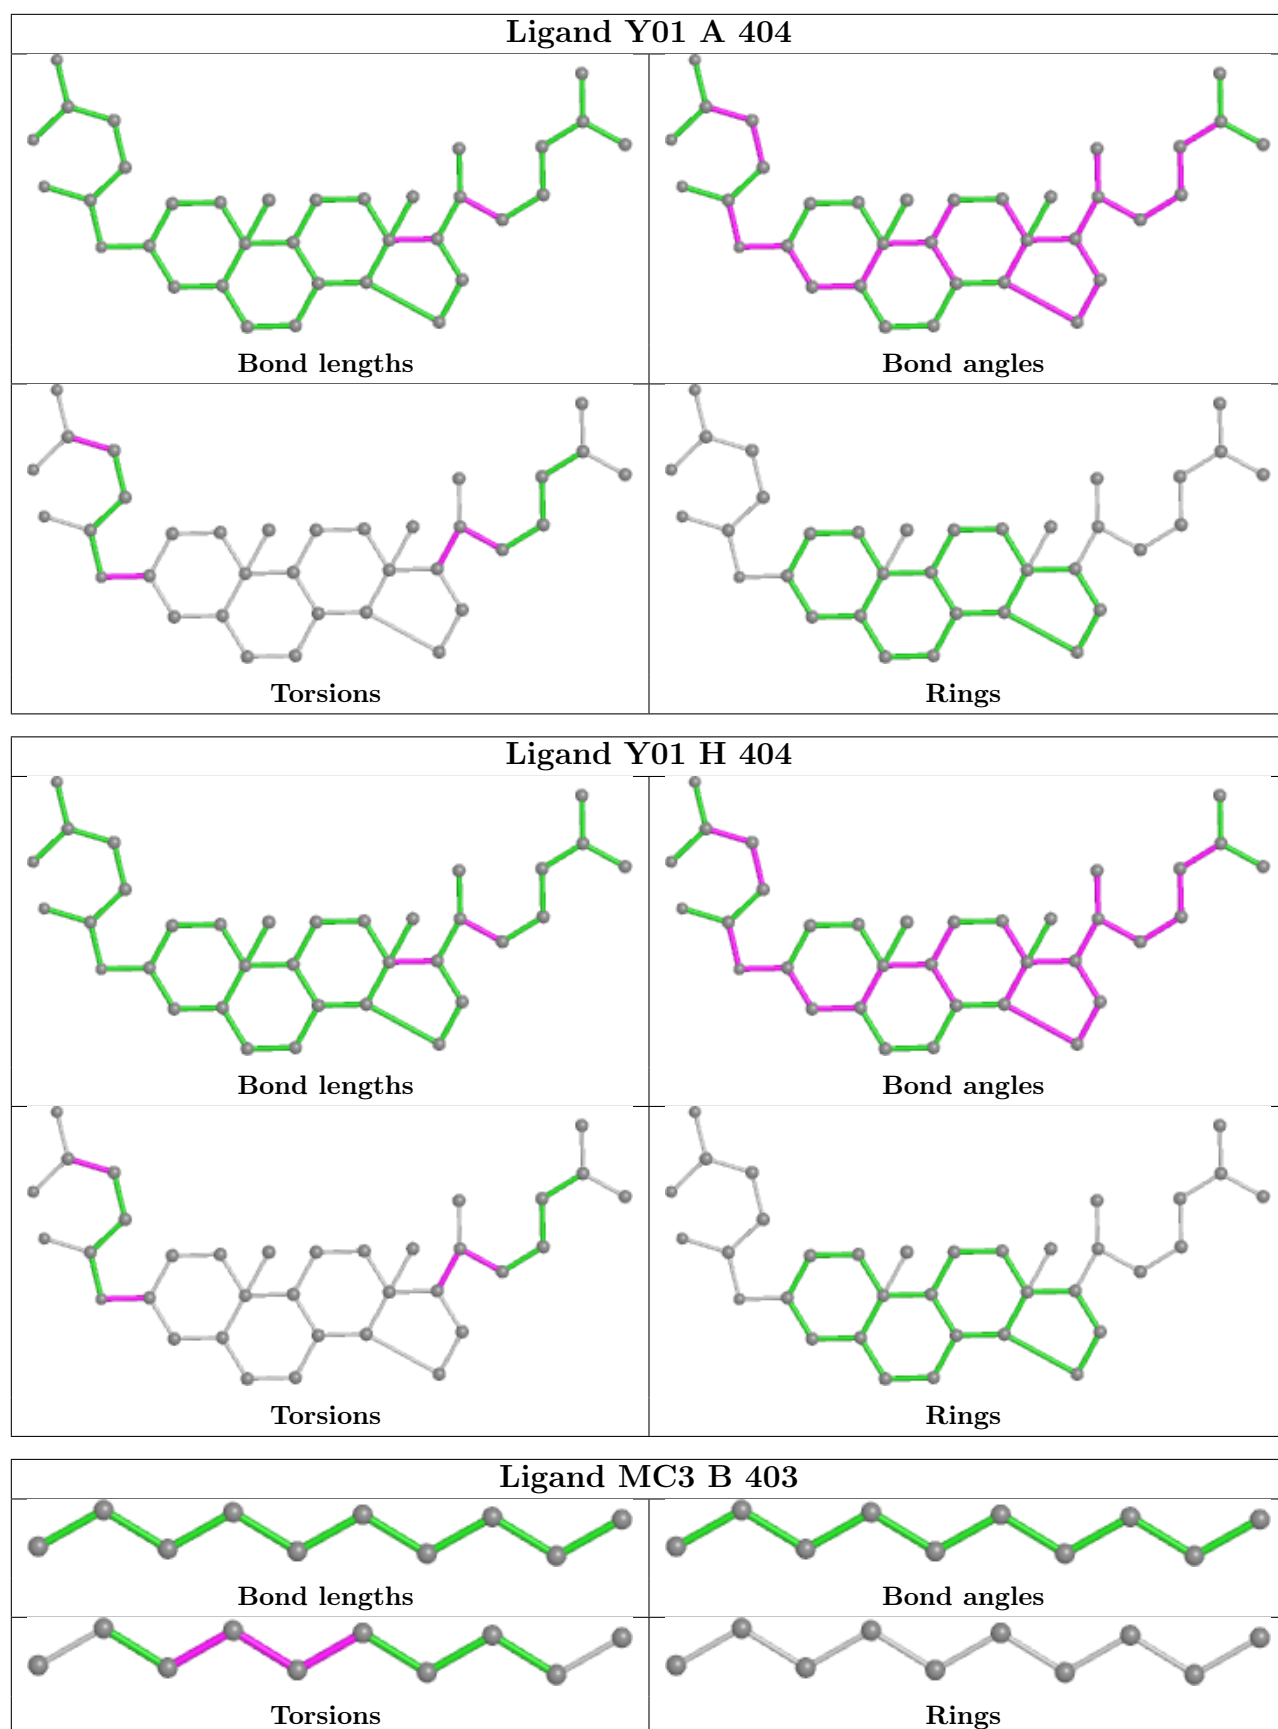 Ligand Y01 A 404
Bond lengths
Bond angles
Torsions
Rings
Ligand Y01 H 404
Bond lengths
Bond angles
Torsions
Rings
Ligand MC3 B 403
Bond lengths
Bond angles
Torsions
Rings